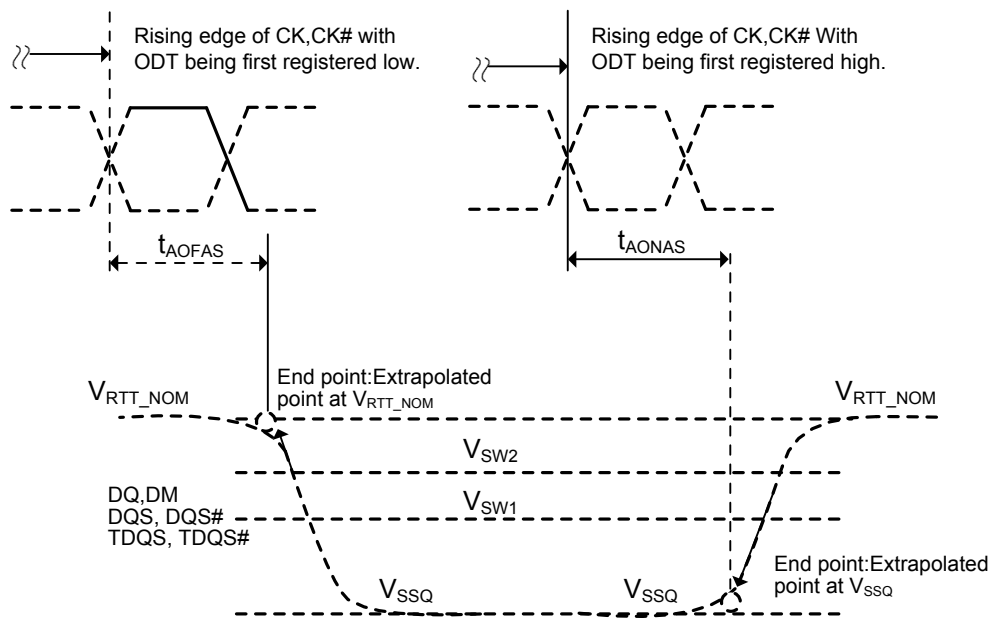 Rising edge of CK,CK# with
ODT being first registered low.
Rising edge of CK,CK# With
ODT being first registered high.
tAOFAS
tAONAS
End point:Extrapolated
point at VRTT_NOM
VRTT_NOM
VRTT_NOM
VSW2
VSW1
DQ,DM
DQS, DQS#
TDQS, TDQS#
VSSQ
VSSQ
End point:Extrapolated
point at VSSQ